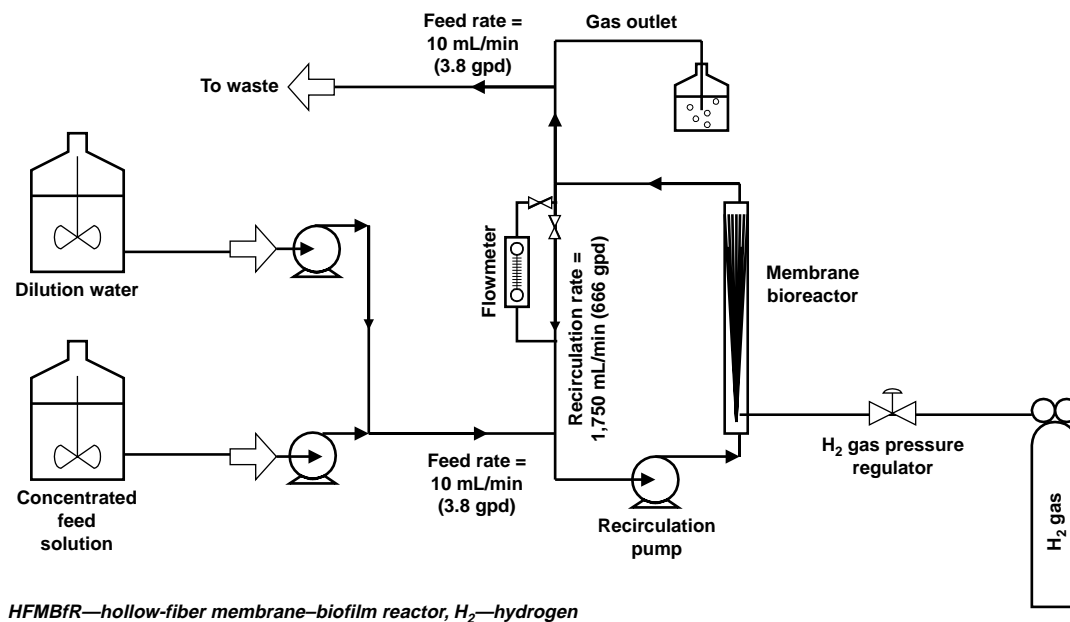 Feed rate =
10 mL/min
(3.8 gpd)
Gas outlet
To waste
Dilution water
Flowmeter
Recirculation rate =
1,750 mL/min (666 gpd)
Membrane
bioreactor
Concentrated
feed
solution
Feed rate =
10 mL/min
(3.8 gpd)
Recirculation
pump
H₂ gas pressure
regulator
H₂ gas
HFMBfR—hollow-fiber membrane–biofilm reactor, H₂—hydrogen